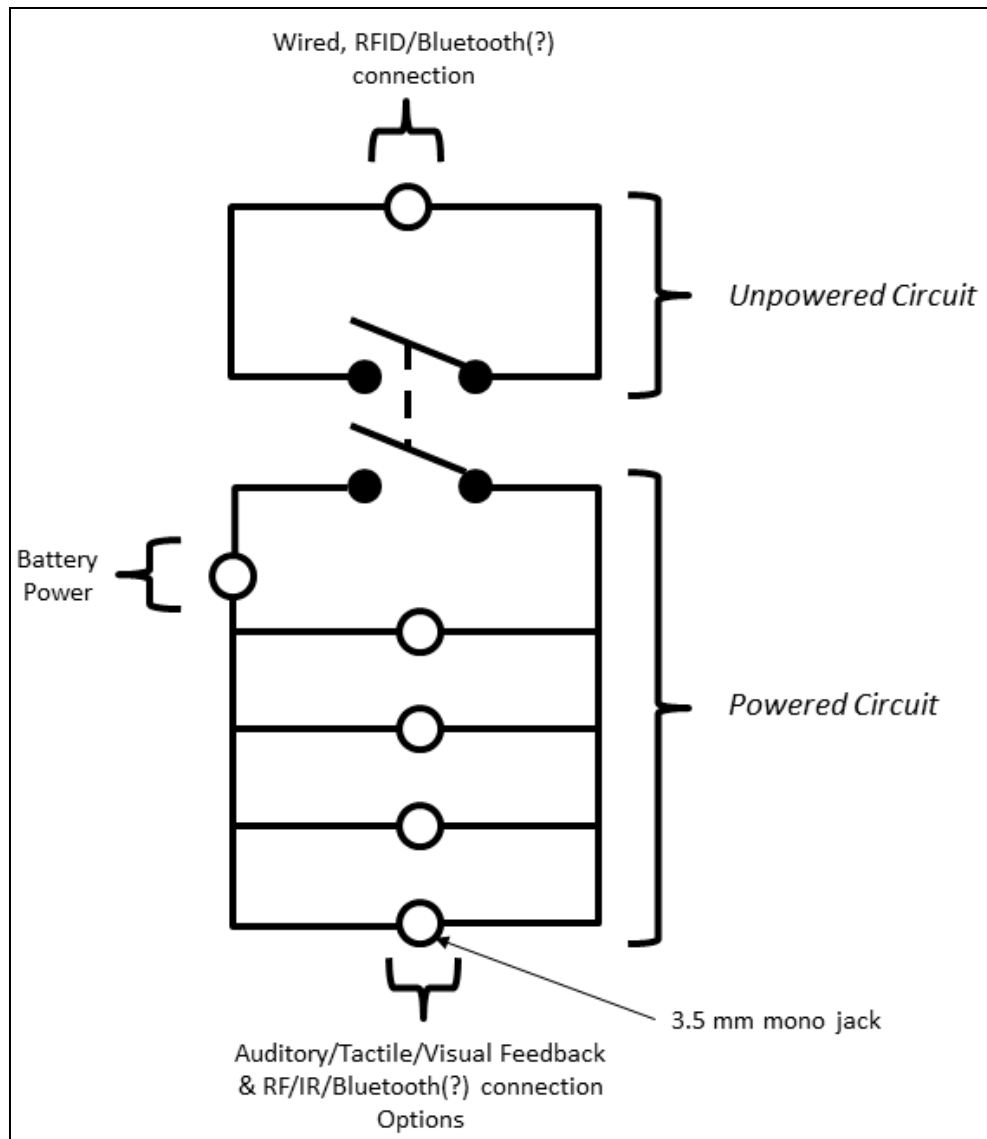 Wired, RFID/Bluetooth(?)
connection
Unpowered Circuit
Battery
Power
Powered Circuit
3.5 mm mono jack
Auditory/Tactile/Visual Feedback
& RF/IR/Bluetooth(?) connection
Options